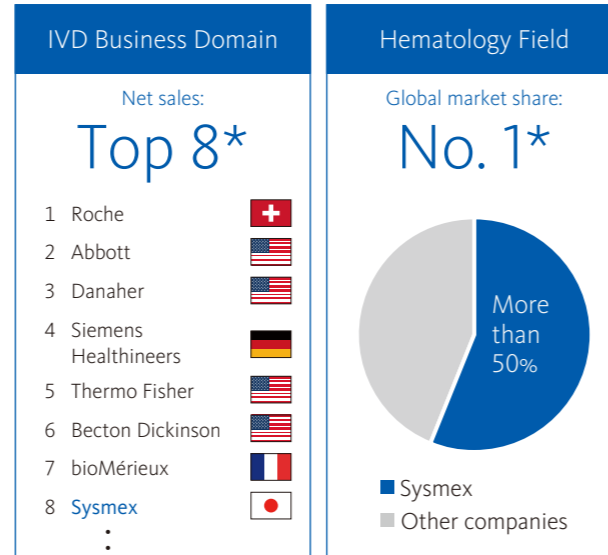 IVD Business Domain
Net sales:
Top 8*
1 Roche
2 Abbott
3 Danaher
4 Siemens
Healthineers
5 Thermo Fisher
6 Becton Dickinson
7 bioMérieux
8 Sysmex
Hematology Field
Global market share:
No. 1*
More
than
50%
Sysmex
Other companies